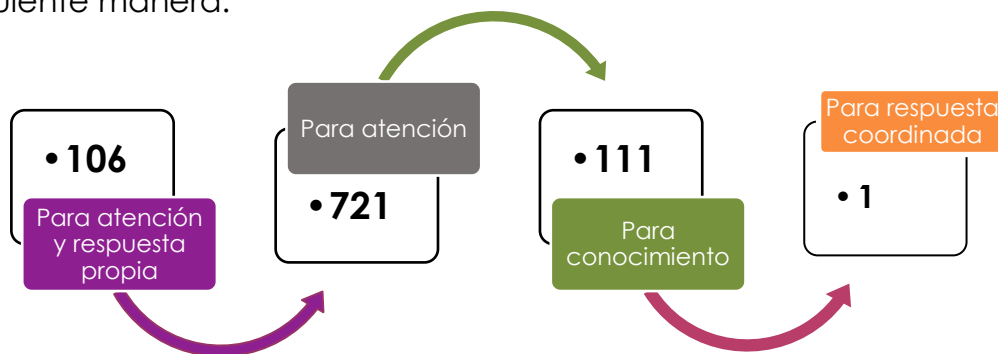 uiente manera:
• 106
Para atención
y respuesta
propia
Para atención
• 721
• 111
Para
conocimiento
Para respuesta
coordinada
• 1